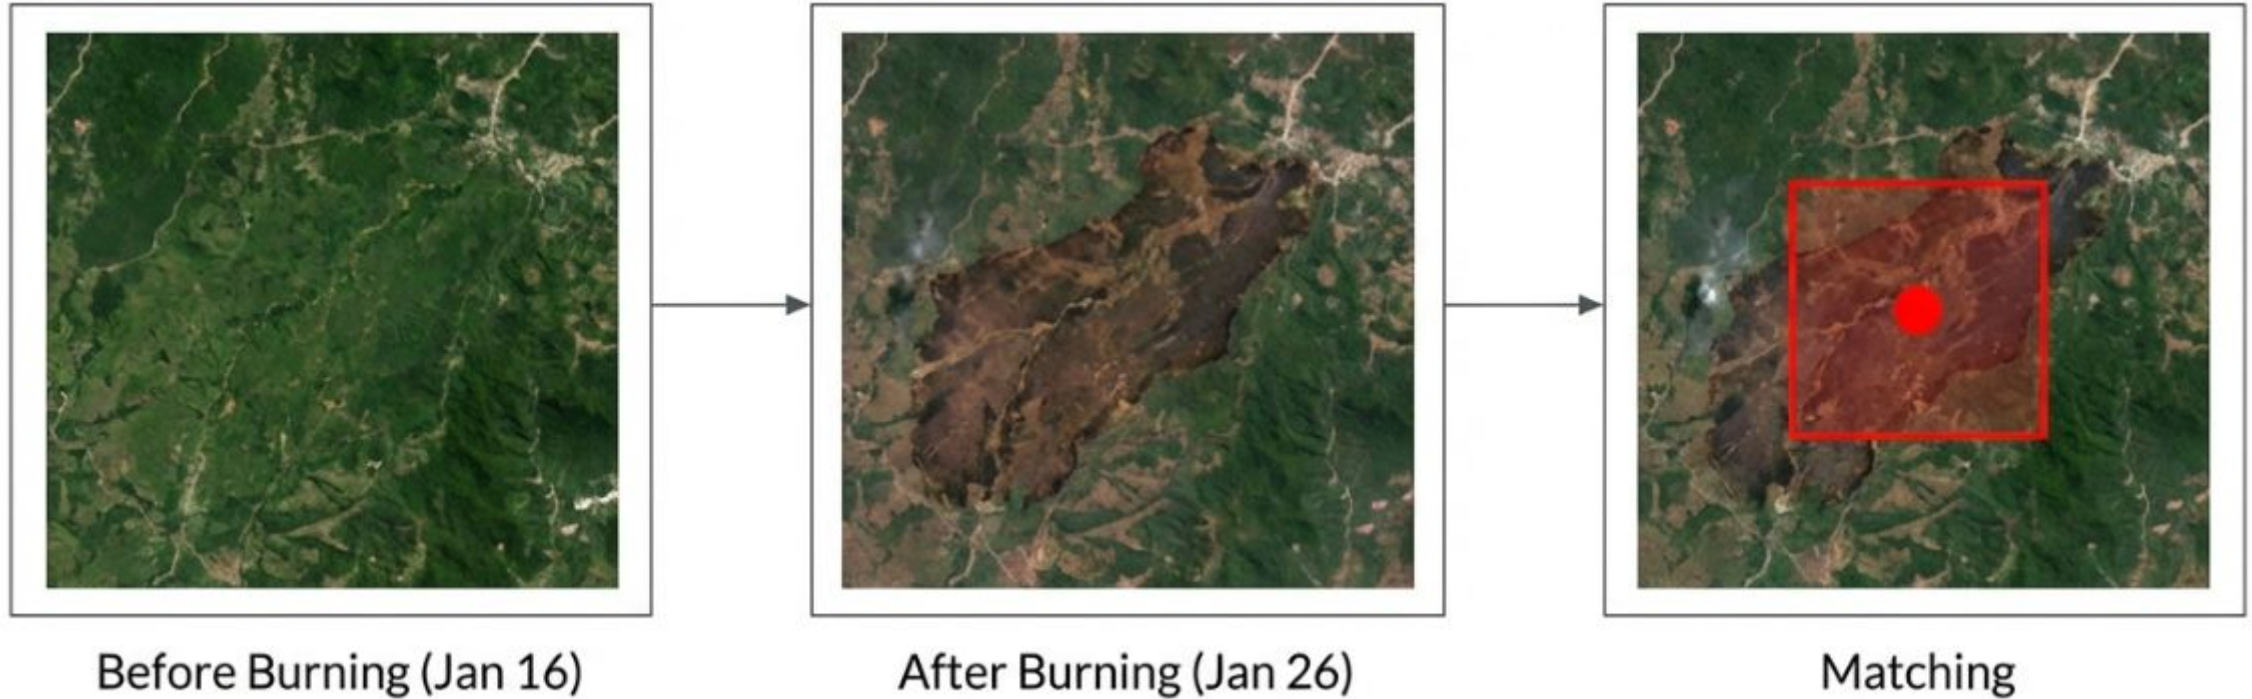 Before Burning (Jan 16)
After Burning (Jan 26)
Matching